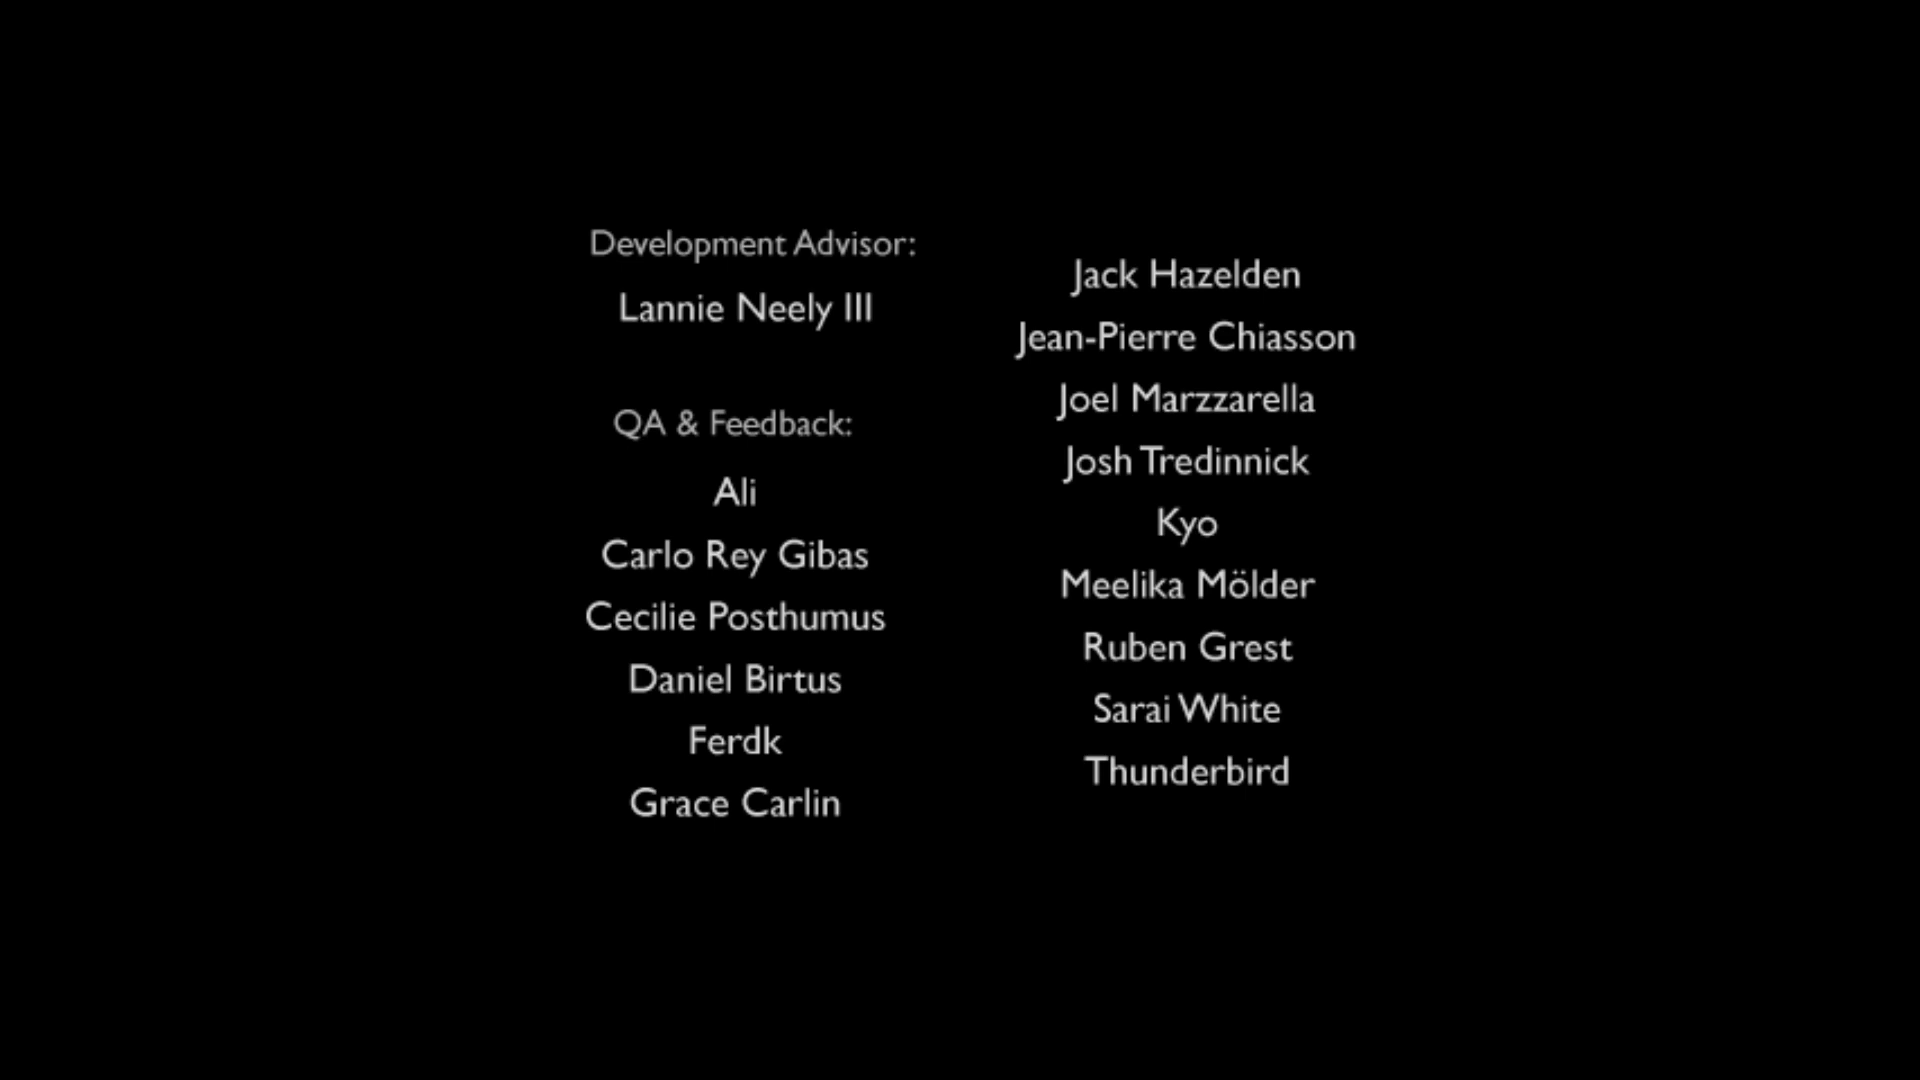 Development Advisor:
Lannie Neely III
QA & Feedback:
Ali
Carlo Rey Gibas
Cecilie Posthumus
Daniel Birtus
Ferdk
Grace Carlin
Jack Hazelden
Jean-Pierre Chiasson
Joel Marzzarella
Josh Tredinnick
Kyo
Meelika Mölder
Ruben Grest
Sarai White
Thunderbird